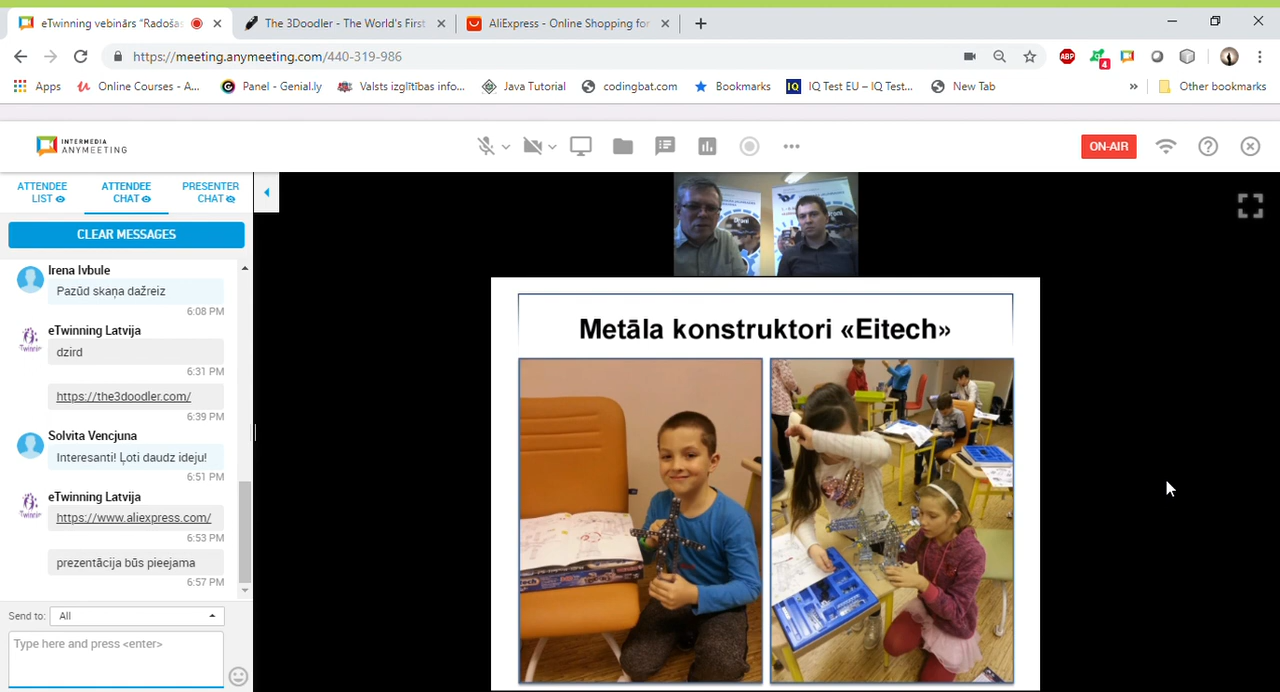 eTwinning vebinārs "Radošas
The 3Doodler - The World's First
AliExpress - Online Shopping for
https://meeting.anymeeting.com/440-319-986
ABP
4
Apps
Online Courses - A...
Panel - Genial.ly
Valsts izglītības info...
Java Tutorial
codingbat.com
Bookmarks
IQ
IQ Test EU – IQ Test...
New Tab
»
Other bookmarks
INTERMEDIA
ANYMEETING
ON-AIR
ATTENDEE LIST
ATTENDEE CHAT
PRESENTER CHAT
CLEAR MESSAGES
Irena Ivbule
Pazūd skaņa dažreiz
6:08 PM
eTwinning Latvija
dzird
6:31 PM
https://the3doodler.com/
6:39 PM
Solvita Vencjuna
Interesanti! Ļoti daudz ideju!
6:51 PM
eTwinning Latvija
https://www.aliexpress.com/
6:53 PM
prezentācija būs pieejama
6:57 PM
Send to:
All
Type here and press <enter>
Metāla konstruktori «Eitech»
Eitech